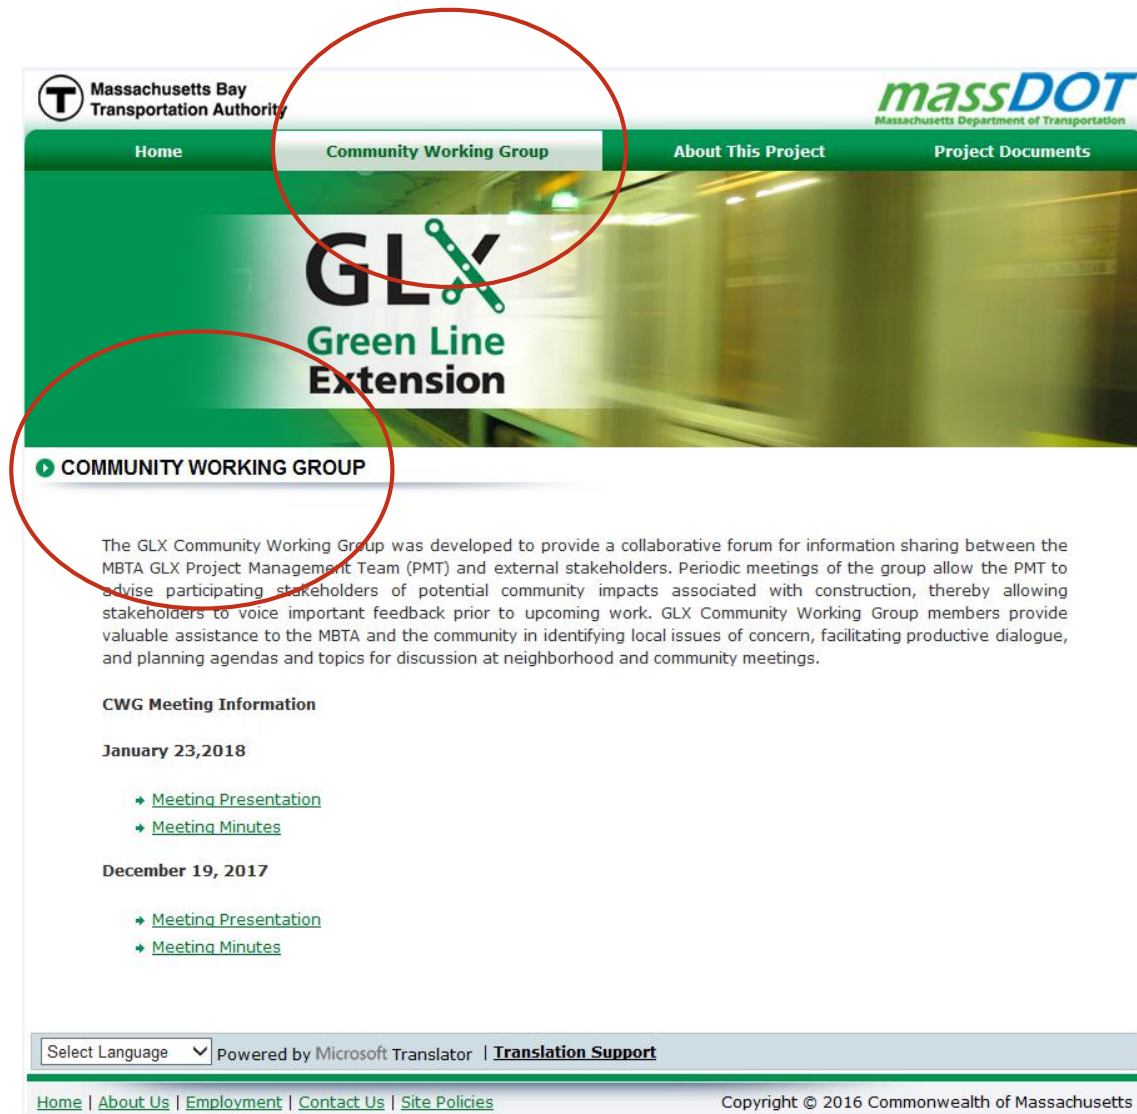 T Massachusetts Bay
Transportation Authority
massDOT
Massachusetts Department of Transportation
Home Community Working Group About This Project Project Documents
GLX
Green Line
Extension
COMMUNITY WORKING GROUP
The GLX Community Working Group was developed to provide a collaborative forum for information sharing between the
MBTA GLX Project Management Team (PMT) and external stakeholders. Periodic meetings of the group allow the PMT to
advise participating stakeholders of potential community impacts associated with construction, thereby allowing
stakeholders to voice important feedback prior to upcoming work. GLX Community Working Group members provide
valuable assistance to the MBTA and the community in identifying local issues of concern, facilitating productive dialogue,
and planning agendas and topics for discussion at neighborhood and community meetings.
CWG Meeting Information
January 23,2018
Meeting Presentation
Meeting Minutes
December 19, 2017
Meeting Presentation
Meeting Minutes
Select Language Powered by Microsoft Translator | Translation Support
Home | About Us | Employment | Contact Us | Site Policies Copyright © 2016 Commonwealth of Massachusetts